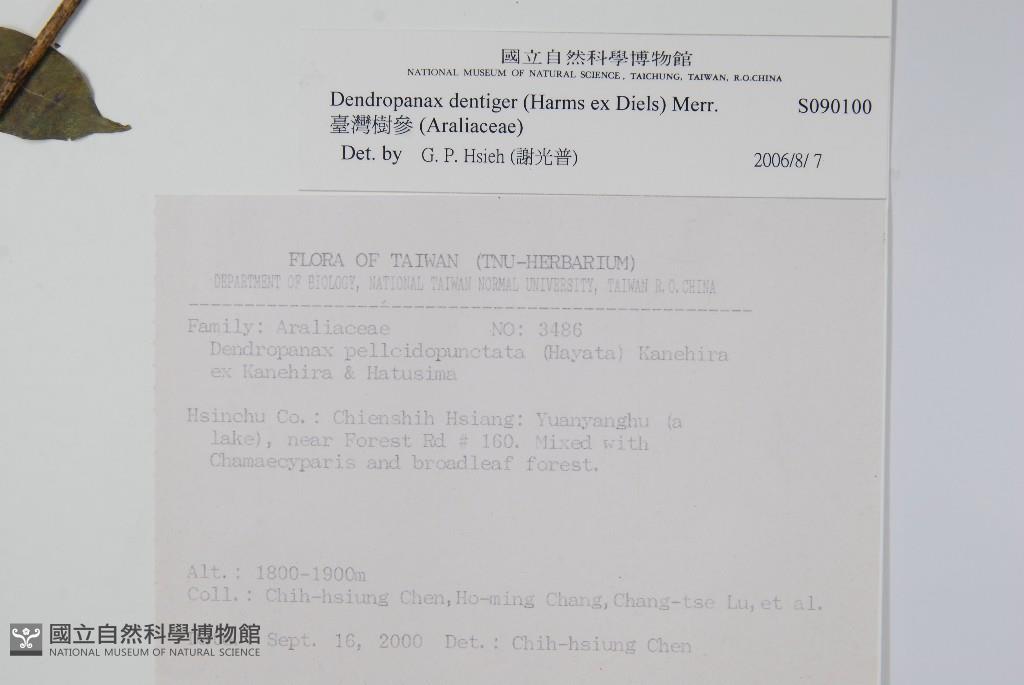 國立自然科學博物館
NATIONAL MUSEUM OF NATURAL SCIENCE, TAICHUNG, TAIWAN, R.O.CHINA
Dendropanax dentiger (Harms ex Diels) Merr. S090100
臺灣樹參 (Araliaceae)
Det. by G. P. Hsieh (謝光普) 2006/8/ 7
FLORA OF TAIWAN (TNU-HERBARIUM)
DEPARTMENT OF BIOLOGY, NATIONAL TAIWAN NORMAL UNIVERSITY, TAIWAN R.O.CHINA
Family: Araliaceae NO: 3486
Dendropanax pellcidopunctata (Hayata) Kanehira
ex Kanehira & Hatusima
Hsinchu Co.: Chienshih Hsiang: Yuanyanghu (a
lake), near Forest Rd # 160. Mixed with
Chamaecyparis and broadleaf forest.
Alt.: 1800-1900m
Coll.: Chih-hsiung Chen, Ho-ming Chang, Chang-tse Lu, et al.
Sept. 16, 2000 Det.: Chih-hsiung Chen
國立自然科學博物館
NATIONAL MUSEUM OF NATURAL SCIENCE